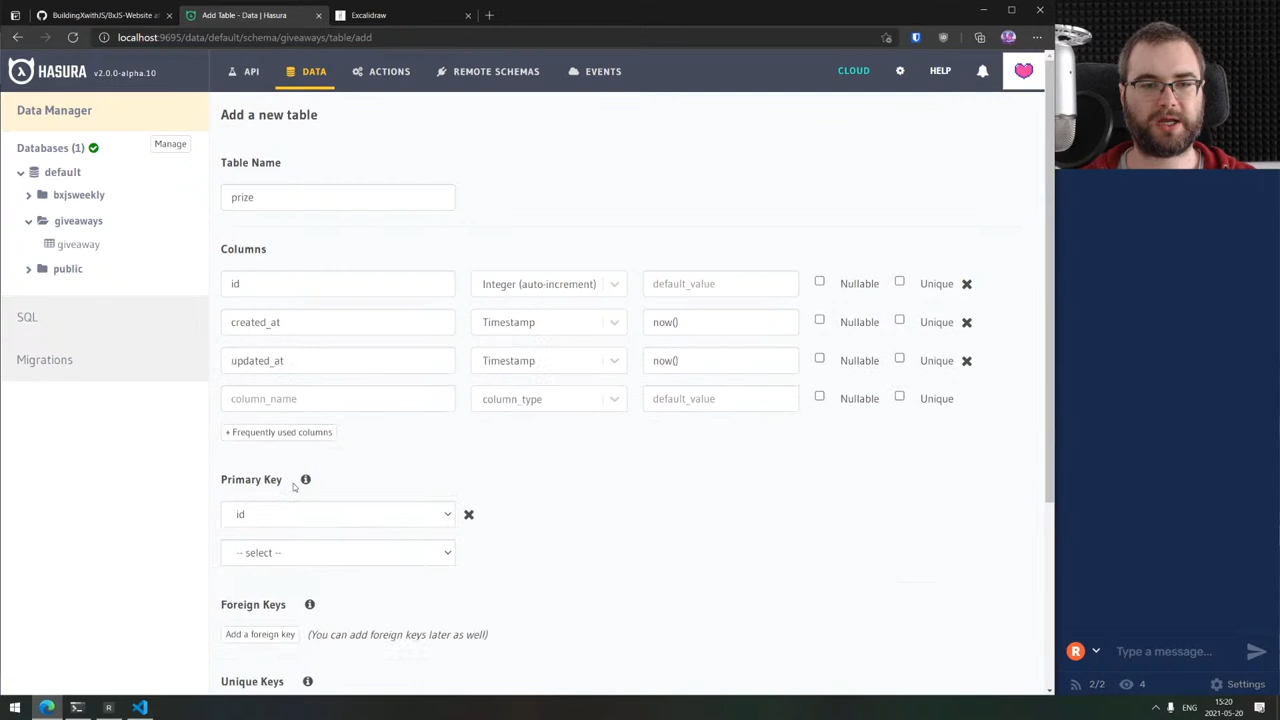 BuildingXwithJS/BxJS-Website at
Add Table - Data | Hasura
Excalidraw
localhost:9695/data/default/schema/giveaways/table/add
HASURA v2.0.0-alpha.10
API
DATA
ACTIONS
REMOTE SCHEMAS
EVENTS
CLOUD
HELP
Data Manager
Databases (1)
Manage
default
bxjsweekly
giveaways
giveaway
public
SQL
Migrations
Add a new table
Table Name
prize
Columns
id Integer (auto-increment) default_value Nullable Unique
created_at Timestamp now() Nullable Unique
updated_at Timestamp now() Nullable Unique
column_name column_type default_value Nullable Unique
+ Frequently used columns
Primary Key
id
-- select --
Foreign Keys
Add a foreign key (You can add foreign keys later as well)
Unique Keys
R Type a message...
2/2 4 Settings
ENG
15:20
2021-05-20